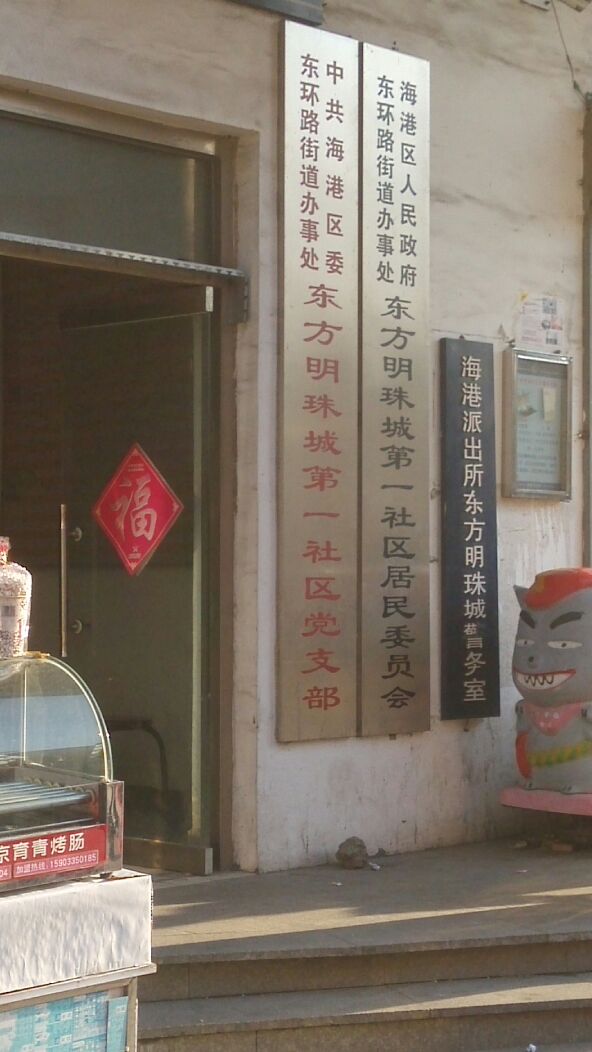 中共海港区委
东环路街道办事处
东方明珠城第一社区党支部
海港区人民政府
东环路街道办事处
东方明珠城第一社区居民委员会
海港派出所东方明珠城警务室
福
京育青烤肠
04
加盟热线：15903350185